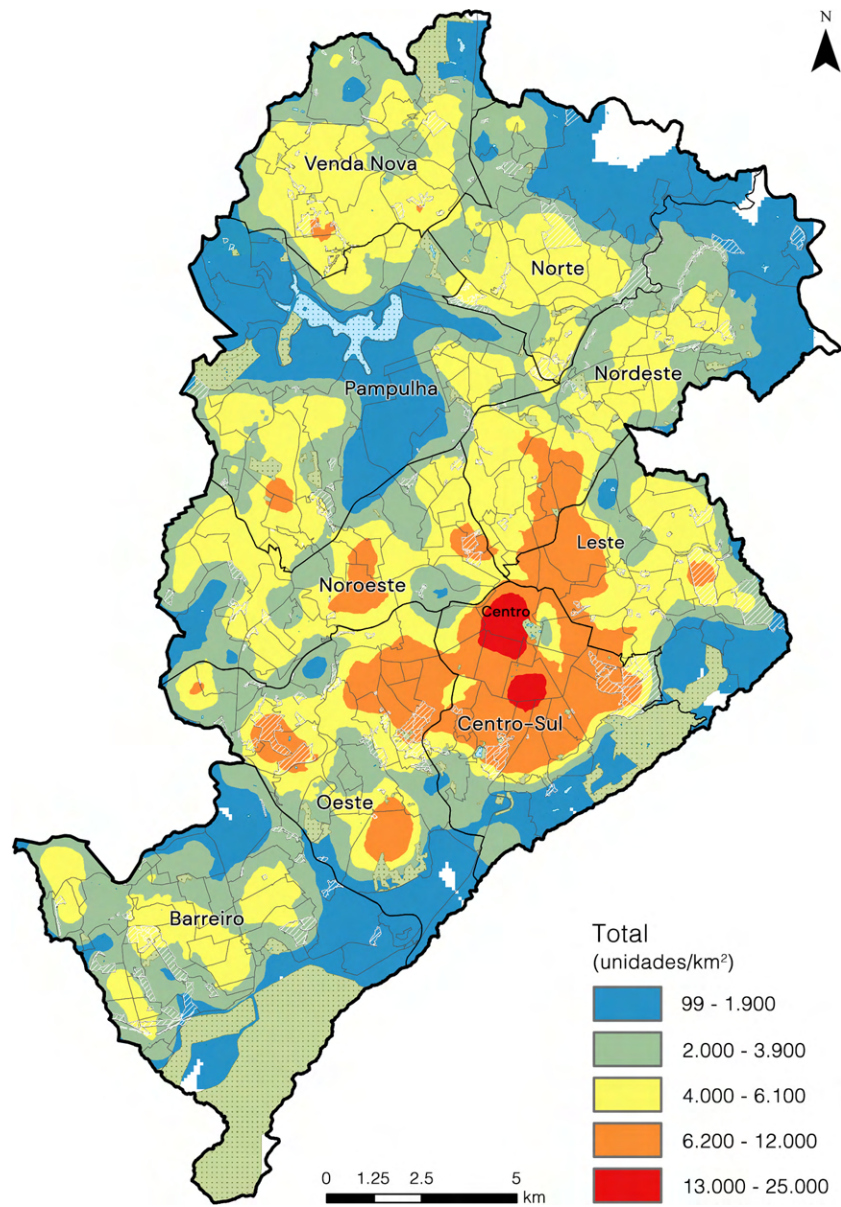 N
Venda Nova
Norte
Nordeste
Pampulha
Leste
Noroeste
Centro
Centro-Sul
Oeste
Barreiro
Total
(unidades/km²)
99 - 1.900
2.000 - 3.900
4.000 - 6.100
6.200 - 12.000
13.000 - 25.000
0 1.25 2.5 5
km